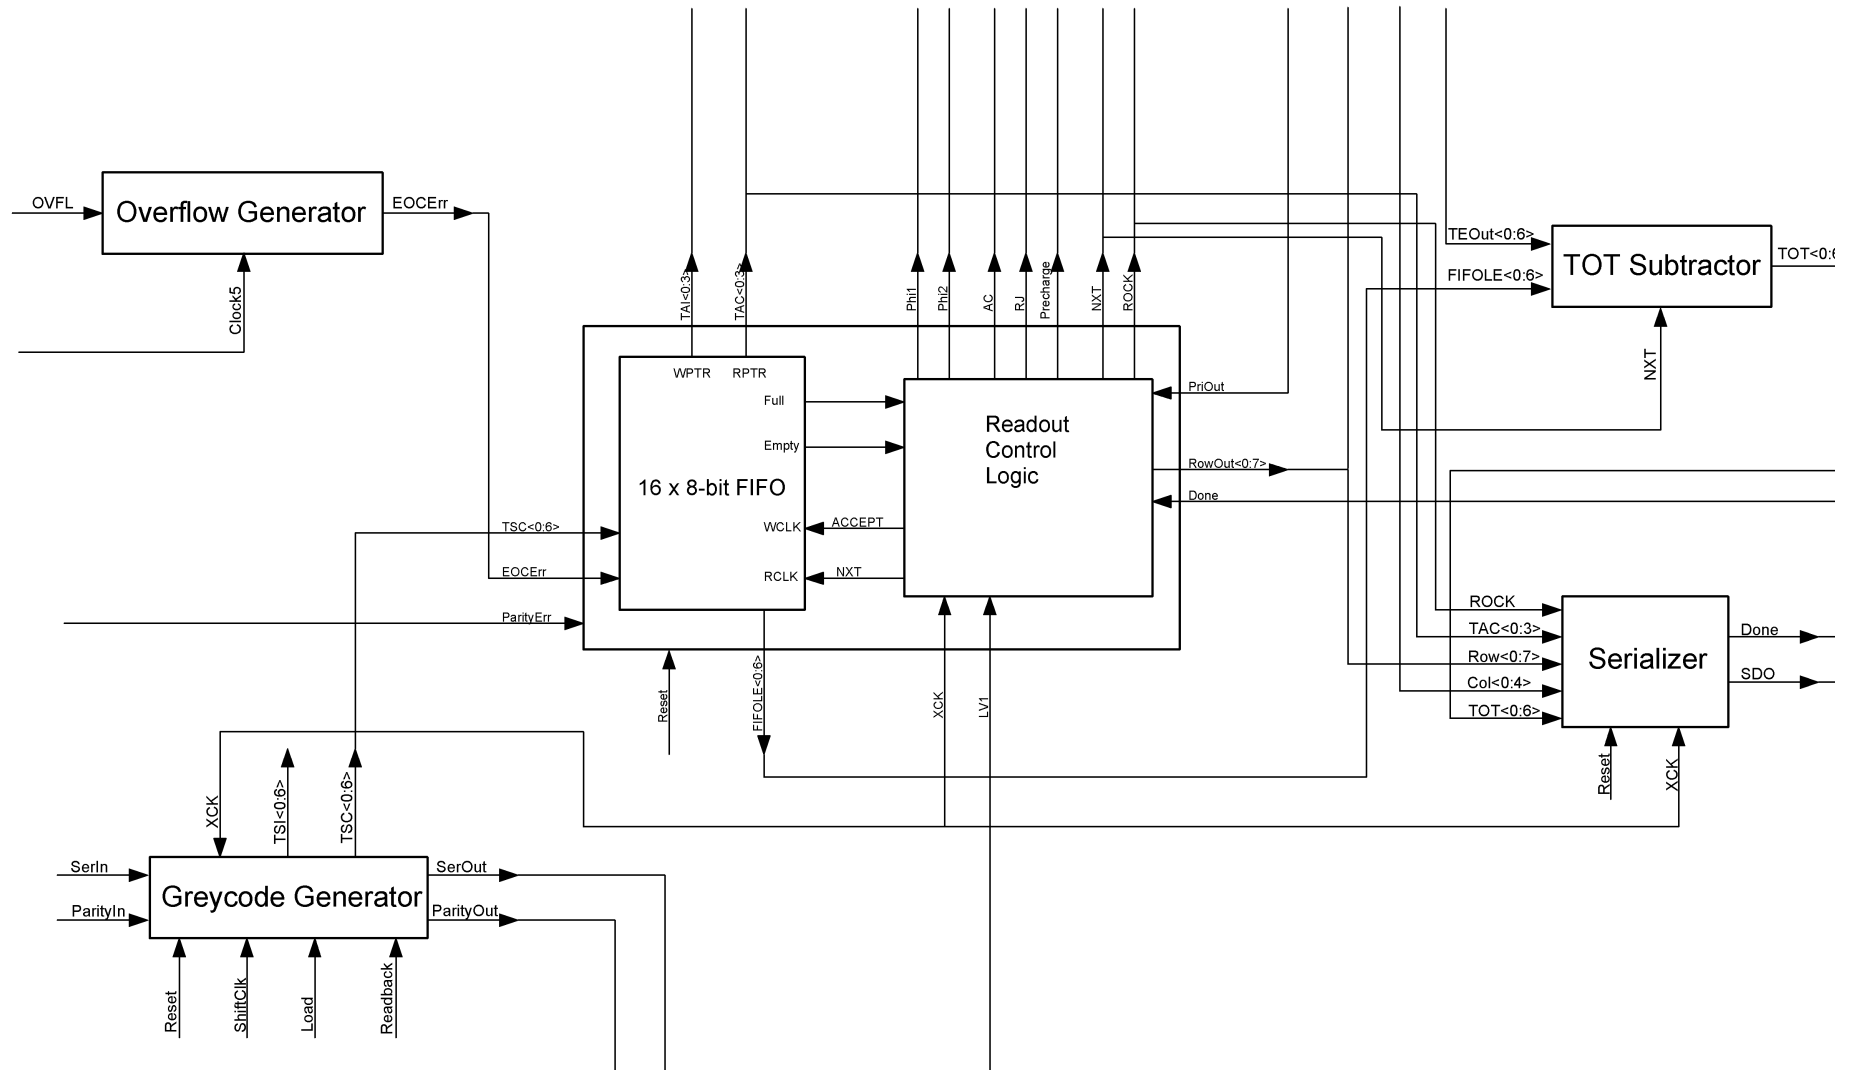 OVFL
Overflow Generator
EOCErr
Clock5
TAI<0:3>
TAC<0:3>
Phi1
Phi2
AC
RJ
Precharge
NXT
ROCK
TEOut<0:6>
FIFOLE<0:6>
TOT Subtractor
TOT<0:6
NXT
WPTR
RPTR
Full
Empty
16 x 8-bit FIFO
WCLK
RCLK
ACCEPT
NXT
Readout
Control
Logic
PriOut
RowOut<0:7>
Done
TSC<0:6>
EOCErr
ParityErr
Reset
FIFOLE<0:6>
XCK
LV1
ROCK
TAC<0:3>
Row<0:7>
Col<0:4>
TOT<0:6>
Serializer
Done
SDO
Reset
XCK
XCK
TSI<0:6>
TSC<0:6>
SerIn
ParityIn
Greycode Generator
SerOut
ParityOut
Reset
ShiftClk
Load
Readback